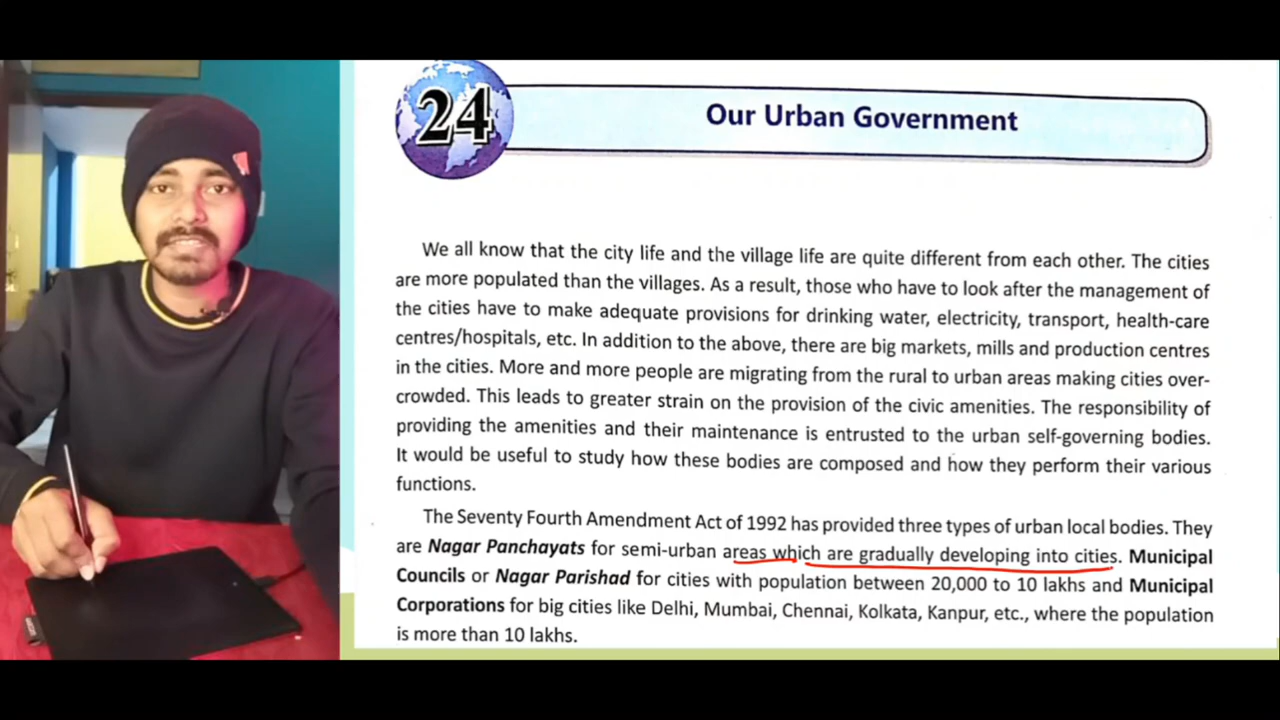 24
Our Urban Government
We all know that the city life and the village life are quite different from each other. The cities
are more populated than the villages. As a result, those who have to look after the management of
the cities have to make adequate provisions for drinking water, electricity, transport, health-care
centres/hospitals, etc. In addition to the above, there are big markets, mills and production centres
in the cities. More and more people are migrating from the rural to urban areas making cities over-
crowded. This leads to greater strain on the provision of the civic amenities. The responsibility of
providing the amenities and their maintenance is entrusted to the urban self-governing bodies.
It would be useful to study how these bodies are composed and how they perform their various
functions.
The Seventy Fourth Amendment Act of 1992 has provided three types of urban local bodies. They
are Nagar Panchayats for semi-urban areas which are gradually developing into cities. Municipal
Councils or Nagar Parishad for cities with population between 20,000 to 10 lakhs and Municipal
Corporations for big cities like Delhi, Mumbai, Chennai, Kolkata, Kanpur, etc., where the population
is more than 10 lakhs.